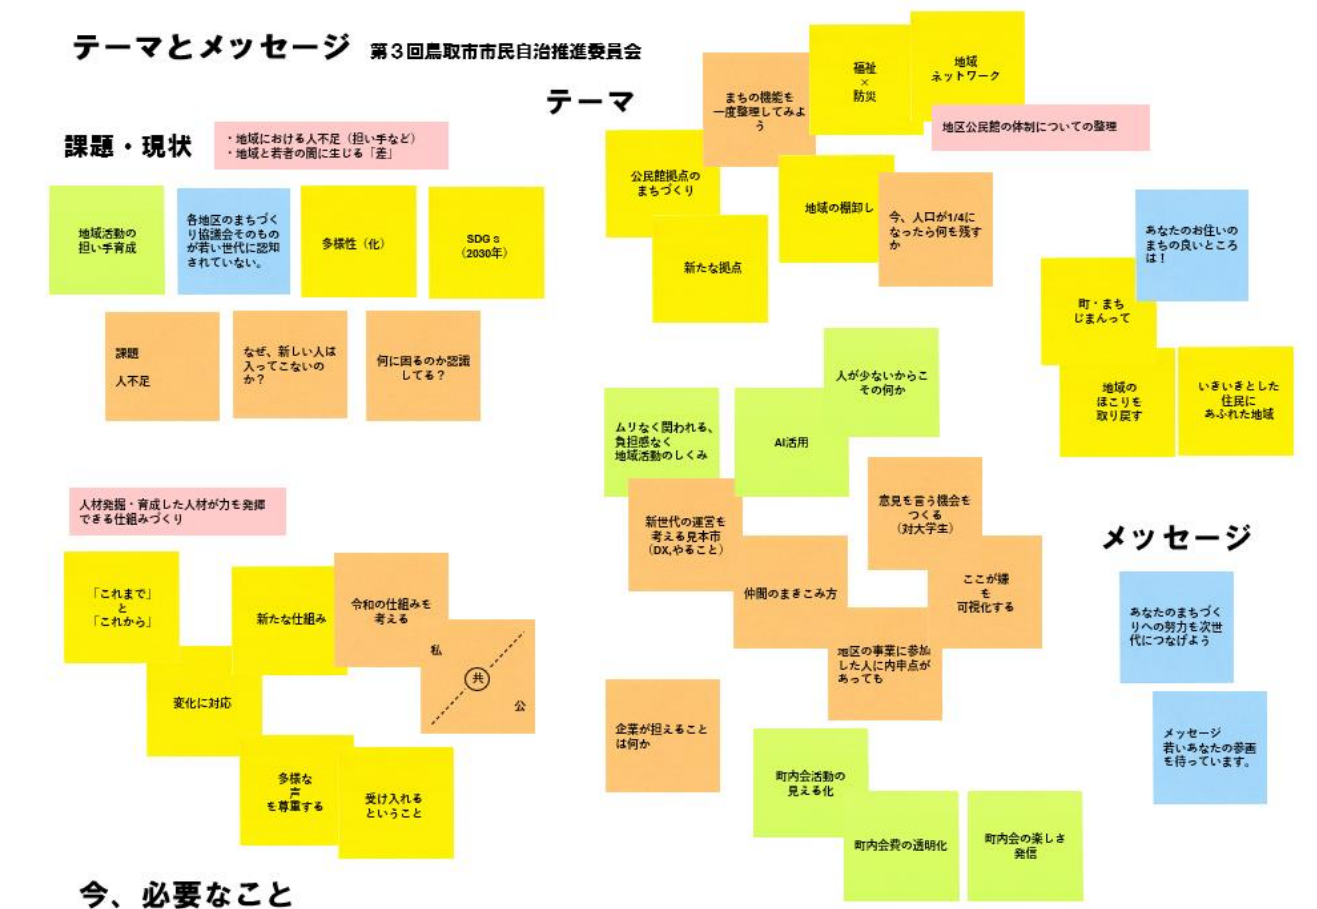 テーマとメッセージ 第3回鳥取市市民自治推進委員会
課題・現状
・地域における人不足(担い手など)
・地域と若者の間に生じる「差」
地域活動の
担い手育成
各地区のまちづく
り協議会そのもの
が若い世代に認知
されていない。
多様性(化)
SDGs
(2030年)
課題
人不足
なぜ、新しい人は
入ってこないの
か?
何に困るのか認識
してる?
人材発掘・育成した人材が力を発揮
できる仕組みづくり
「これまで」
と
「これから」
新たな仕組み
令和の仕組みを
考える
私
共
公
変化に対応
多様な
声
を尊重する
受け入れる
ということ
今、必要なこと
テーマ
まちの機能を
一度整理してみよ
う
福祉
×
防災
地域
ネットワーク
地区公民館の体制についての整理
公民館拠点の
まちづくり
地域の棚卸し
今、人口が1/4に
なったら何を残す
か
新たな拠点
あなたのお住いの
まちの良いところ
は!
町・まち
じまんって
地域の
ほこりを
取り戻す
いきいきとした
住民に
あふれた地域
人が少ないからこ
その何か
ムリなく関われる、
負担感なく
地域活動のしくみ
AI活用
新世代の運営を
考える見本市
(DX,やること)
意見を言う機会を
つくる
(対大学生)
仲間のまきこみ方
ここが嫌
も
可視化する
地区の事業に参加
した人に内申点が
あっても
企業が担えること
は何か
町内会活動の
見える化
町内会費の透明化
町内会の楽しさ
発信
メッセージ
あなたのまちづく
りへの努力を次世
代につなげよう
メッセージ
若いあなたの参画
を待っています。